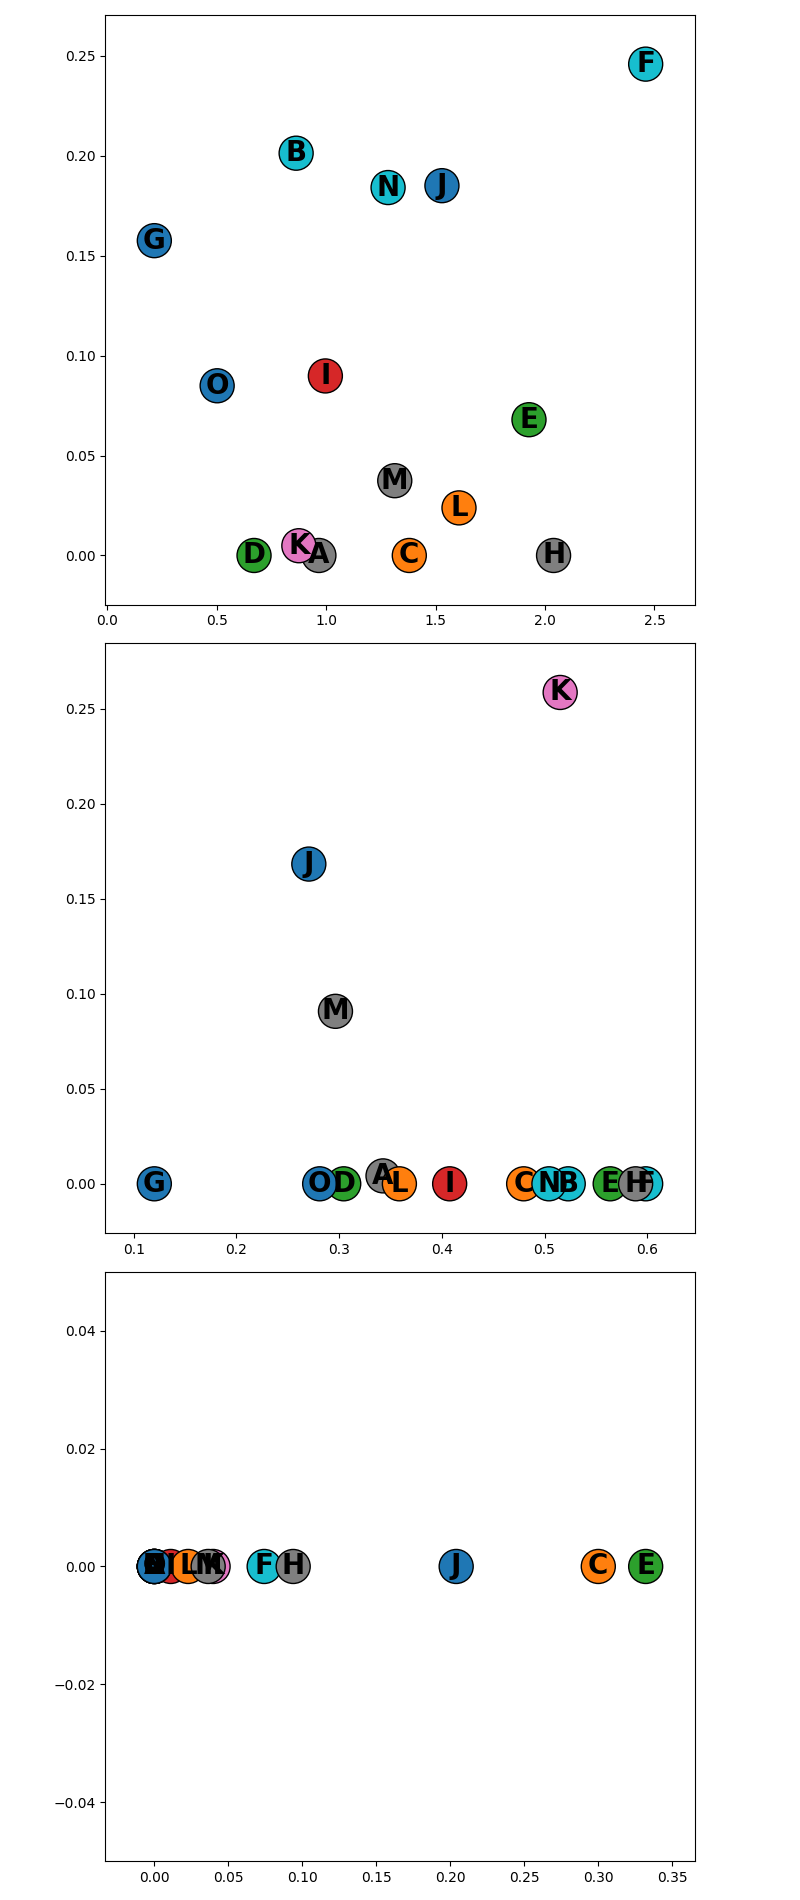 0.25
F
B
0.20
N J
G
0.15
0.10
I
O
E
0.05
M
L
K
0.00
D A C H
0.0 0.5 1.0 1.5 2.0 2.5
K
0.25
0.20
J
0.15
0.10
M
0.05
A
0.00
G O D L I C N B E H F
0.1 0.2 0.3 0.4 0.5 0.6
0.04
0.02
0.00
L M K F H J C E
−0.02
−0.04
0.00 0.05 0.10 0.15 0.20 0.25 0.30 0.35